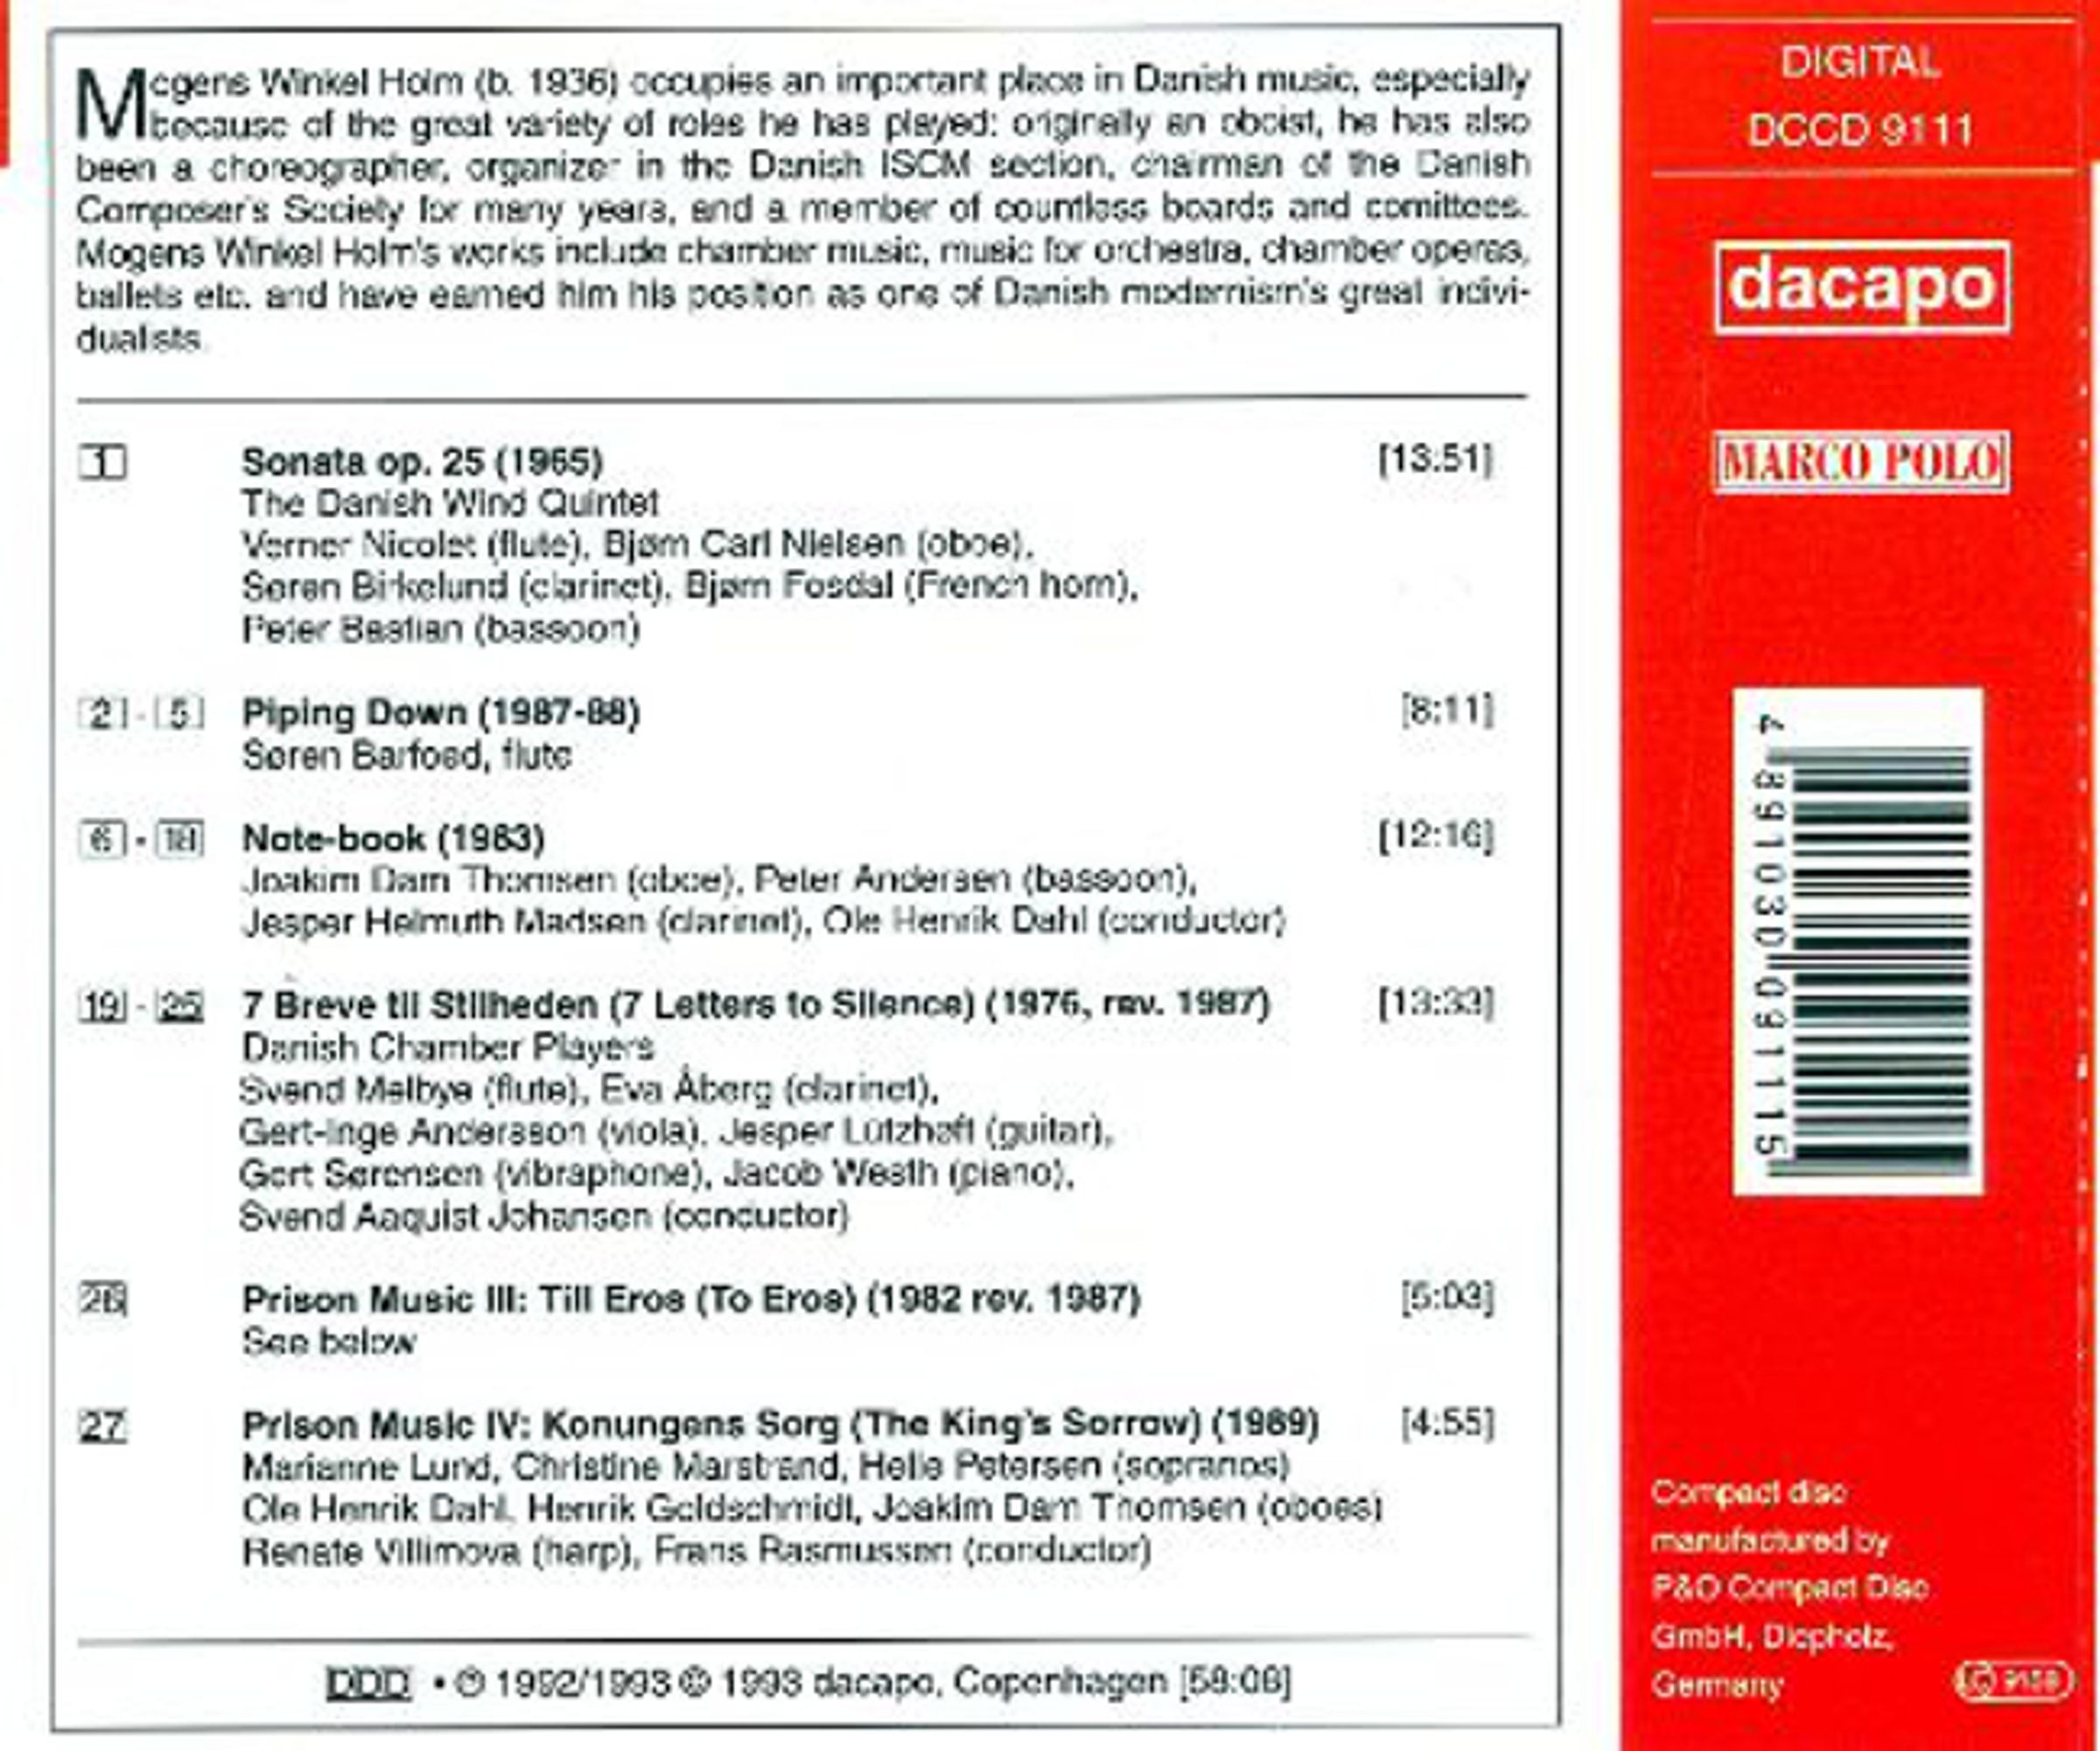 Mogens Winkel Holm (b. 1936) occupies an important place in Danish music, especially
because of the great variety of roles he has played: originally an oboist, he has also
been a choreographer, organizer in the Danish ISCM section, chairman of the Danish
Composer's Society for many years, and a member of countless boards and comittees.
Mogens Winkel Holm's works include chamber music, music for orchestra, chamber operas,
ballets etc. and have earned him his position as one of Danish modernism's great indivi-
dualists.
1 Sonata op. 25 (1965) [13:51]
The Danish Wind Quintet
Verner Nicolet (flute), Bjørn Carl Nielsen (oboe),
Søren Birkelund (clarinet), Bjørn Fosdal (French horn),
Peter Bastian (bassoon)
2 - 5 Piping Down (1987-88) [8:11]
Søren Barfoed, flute
6 - 18 Note-book (1983) [12:16]
Joakim Dam Thomsen (oboe), Peter Andersen (bassoon),
Jesper Helmuth Madsen (clarinet), Ole Henrik Dahl (conductor)
19 - 25 7 Breve til Stilheden (7 Letters to Silence) (1976, rev. 1987) [13:33]
Danish Chamber Players
Svend Melbye (flute), Eva Åberg (clarinet),
Gert-Inge Andersson (viola), Jesper Lützhøft (guitar),
Gert Sørensen (vibraphone), Jacob Westh (piano),
Svend Aaquist Johansen (conductor)
26 Prison Music III: Till Eros (To Eros) (1982 rev. 1987) [5:03]
See below
27 Prison Music IV: Konungens Sorg (The King's Sorrow) (1989) [4:55]
Marianne Lund, Christine Marstrand, Helle Petersen (sopranos)
Ole Henrik Dahl, Henrik Goldschmidt, Joakim Dam Thomsen (oboes)
Renate Villimova (harp), Frans Rasmussen (conductor)
DDD • ℗ 1992/1993 © 1993 dacapo, Copenhagen [58:08]
DIGITAL
DCCD 9111
dacapo
MARCO POLO
4 891030 091115
Compact disc
manufactured by
P&O Compact Disc
GmbH, Diepholz,
Germany